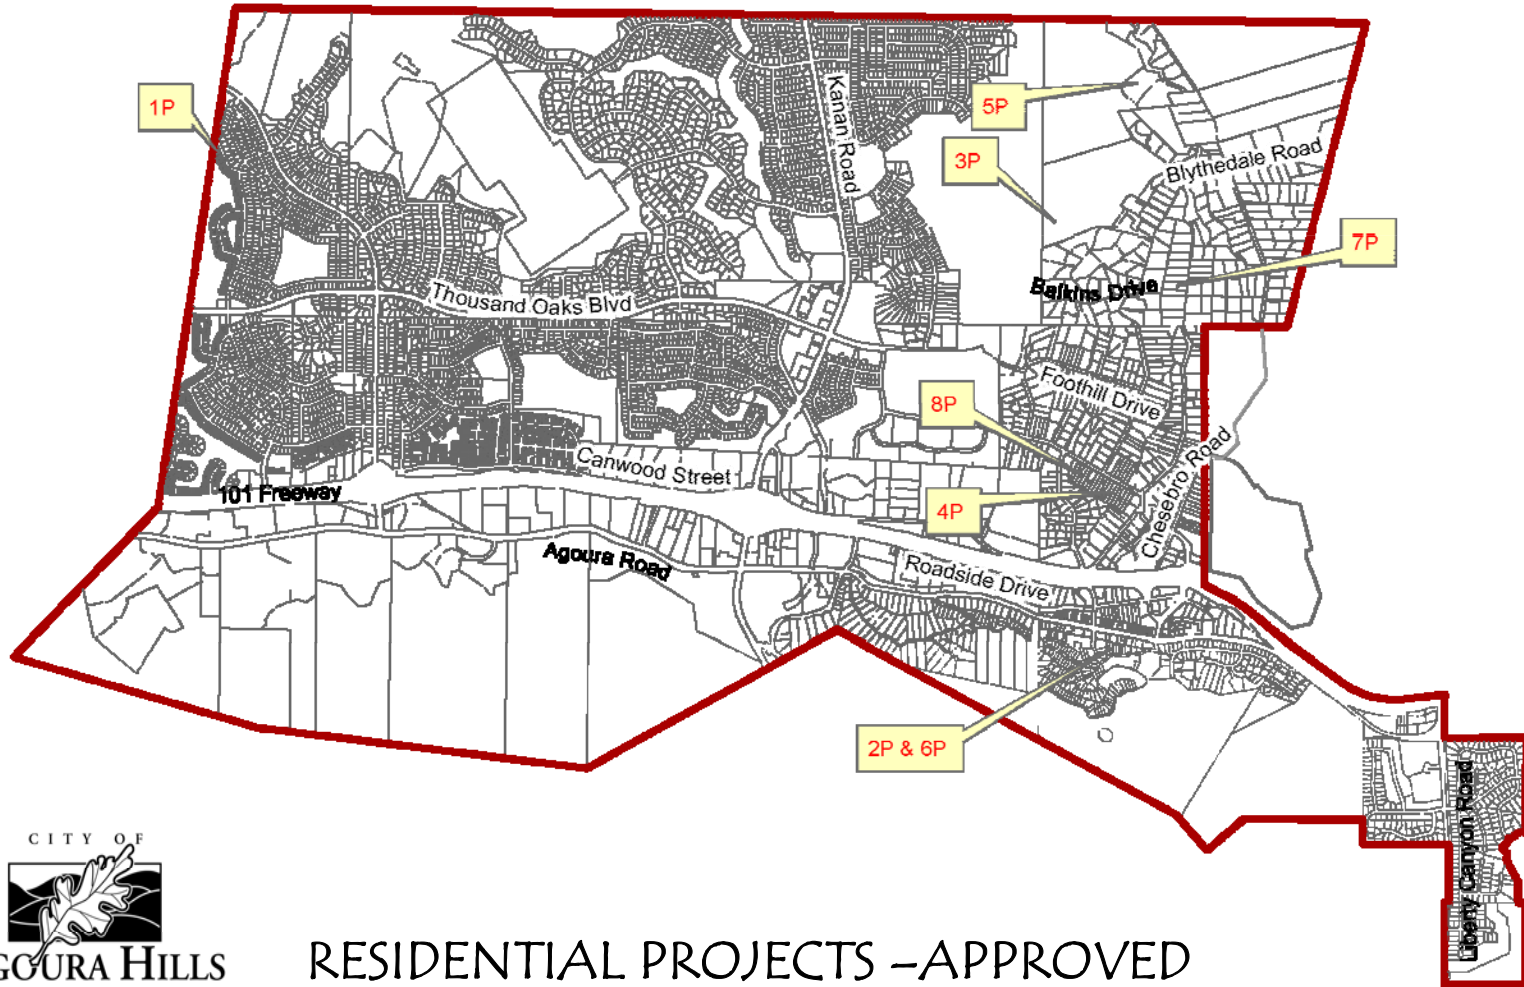 1P
Kanan Road
5P
3P
Blythedale Road
7P
Balkins Drive
Thousand Oaks Blvd
Foothill Drive
8P
Chesebro Road
Canwood Street
101 Freeway
4P
Agoura Road
Roadside Drive
2P & 6P
Liberty Canyon Road
CITY OF
GOURA HILLS
RESIDENTIAL PROJECTS –APPROVED